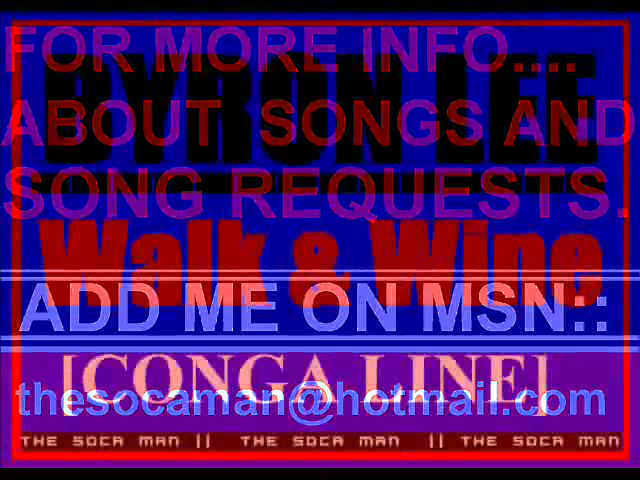 FOR MORE INFO....
BYRON LEE
ABOUT SONGS AND
SONG REQUESTS.
Walk & Wine
ADD ME ON MSN::
[CONGA LINE]
thesocaman@hotmail.com
THE SOCA MAN || THE SOCA MAN || THE SOCA MAN